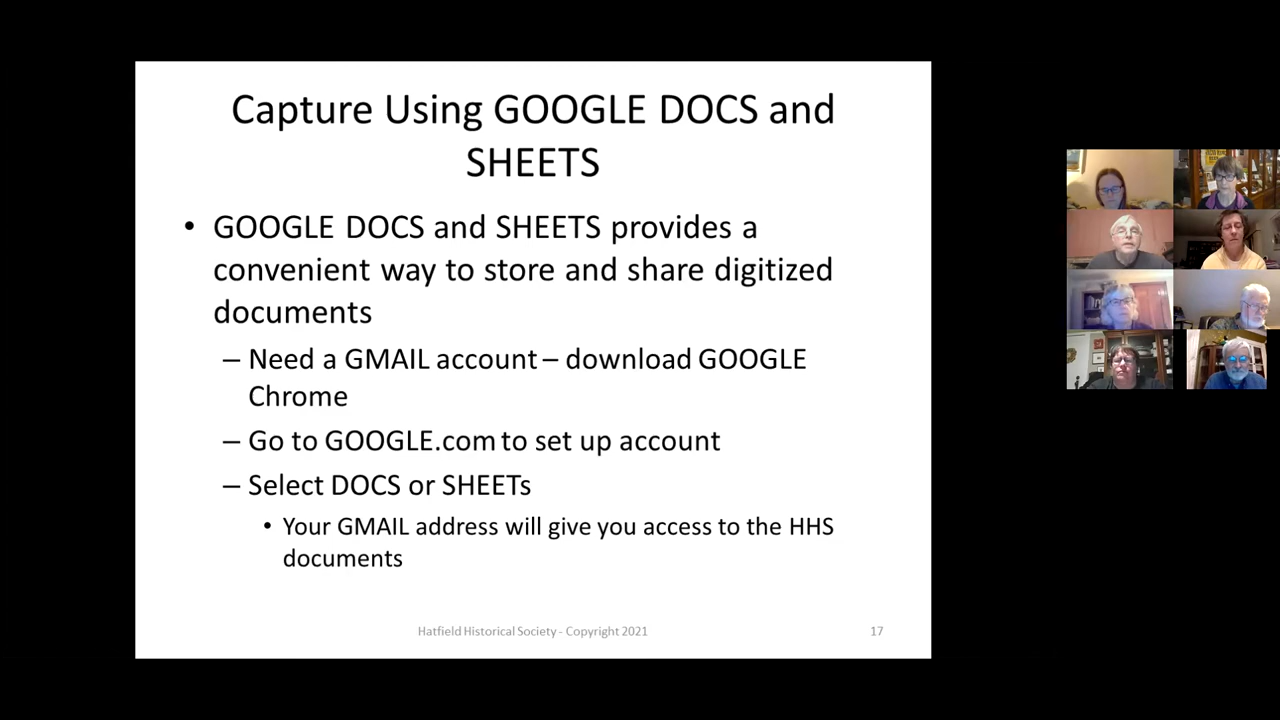 Capture Using GOOGLE DOCS and
SHEETS
• GOOGLE DOCS and SHEETS provides a
convenient way to store and share digitized
documents
– Need a GMAIL account – download GOOGLE
Chrome
– Go to GOOGLE.com to set up account
– Select DOCS or SHEETs
• Your GMAIL address will give you access to the HHS
documents
Hatfield Historical Society - Copyright 2021
17